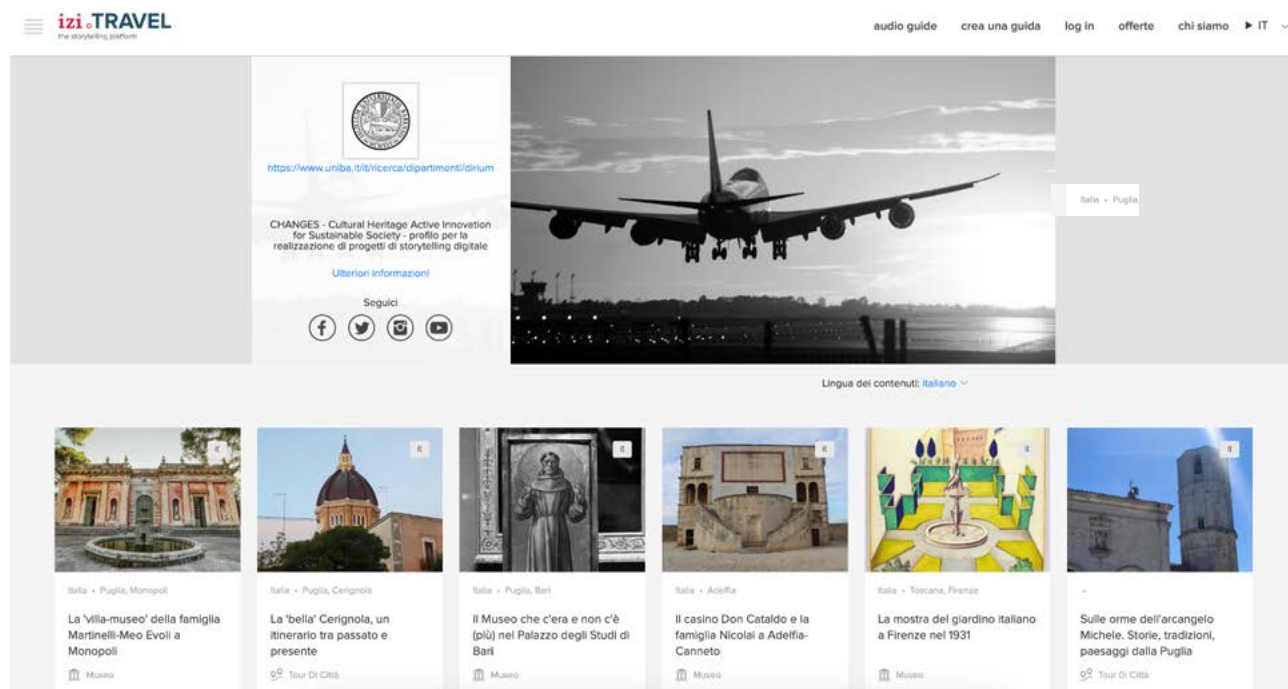 izi.TRAVEL
the storytelling platform
audio guide crea una guida log in offerte chi siamo IT
https://www.uniba.it/it/ricerca/dipartimenti/dirium
CHANGES - Cultural Heritage Active Innovation
for Sustainable Society - profilo per la
realizzazione di progetti di storytelling digitale
Ulteriori informazioni
Seguici
Italia • Puglia,
Lingua dei contenuti: Italiano
it
it
it
it
it
it
Italia • Puglia, Monopoli
La 'villa-museo' della famiglia
Martinelli-Meo Evoli a
Monopoli
Museo
Italia • Puglia, Cerignola
La 'bella' Cerignola, un
itinerario tra passato e
presente
Tour Di Città
Italia • Puglia, Bari
Il Museo che c'era e non c'è
(più) nel Palazzo degli Studi di
Bari
Museo
Italia • Adelfia
Il casino Don Cataldo e la
famiglia Nicolai a Adelfia-
Canneto
Museo
Italia • Toscana, Firenze
La mostra del giardino italiano
a Firenze nel 1931
Museo
Sulle orme dell'arcangelo
Michele. Storie, tradizioni,
paesaggi dalla Puglia
Tour Di Città